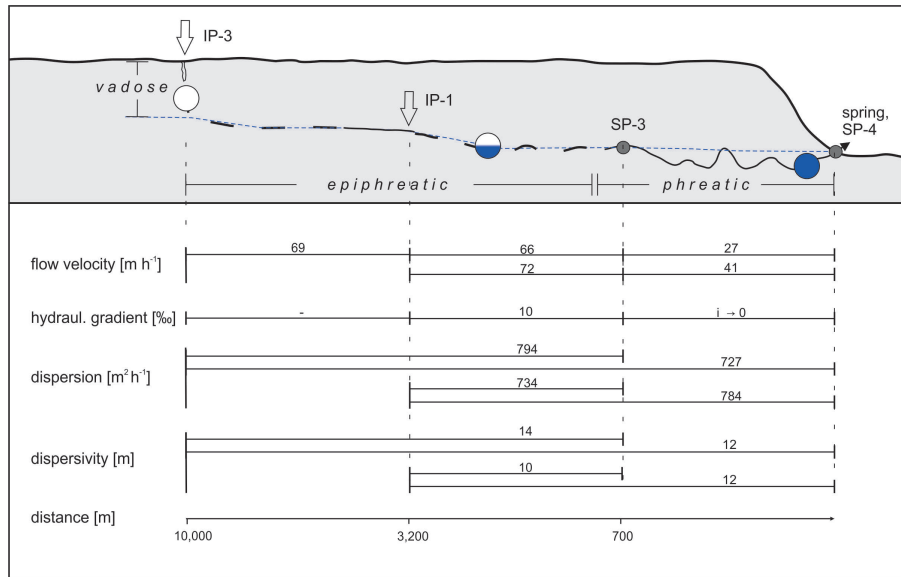 IP-3
vadose
IP-1
SP-3
spring,
SP-4
epiphreatic
phreatic
flow velocity [m h⁻¹]
69 66 27
72 41
hydraul. gradient [‰]
- 10 i → 0
dispersion [m² h⁻¹]
794
727
734
784
dispersivity [m]
14
12
10
12
distance [m]
10,000 3,200 700